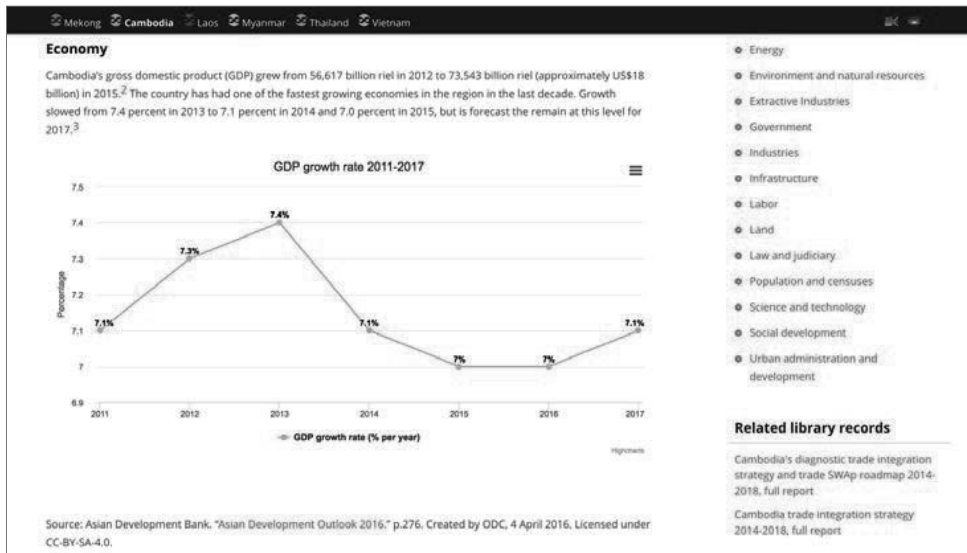 Mekong Cambodia Laos Myanmar Thailand Vietnam
Economy
Cambodia's gross domestic product (GDP) grew from 56,617 billion riel in 2012 to 73,543 billion riel (approximately US$18
billion) in 2015.2 The country has had one of the fastest growing economies in the region in the last decade. Growth
slowed from 7.4 percent in 2013 to 7.1 percent in 2014 and 7.0 percent in 2015, but is forecast the remain at this level for
2017.3
GDP growth rate 2011-2017
Percentage
7.5
7.4
7.3
7.2
7.1
7
6.9
7.1%
7.3%
7.4%
7.1%
7%
7%
7.1%
2011 2012 2013 2014 2015 2016 2017
GDP growth rate (% per year)
Highcharts
Source: Asian Development Bank. "Asian Development Outlook 2016." p.276. Created by ODC, 4 April 2016. Licensed under
CC-BY-SA-4.0.
Energy
Environment and natural resources
Extractive Industries
Government
Industries
Infrastructure
Labor
Land
Law and judiciary
Population and censuses
Science and technology
Social development
Urban administration and
development
Related library records
Cambodia's diagnostic trade integration
strategy and trade SWAp roadmap 2014-
2018, full report
Cambodia trade integration strategy
2014-2018, full report